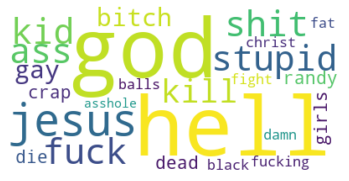 bitch
god
shit
fat
kid
christ
ass
stupid
gay
kill
crap
balls
fight
randy
asshole
jesus
hell
girls
damn
die
fuck
dead
black
fucking